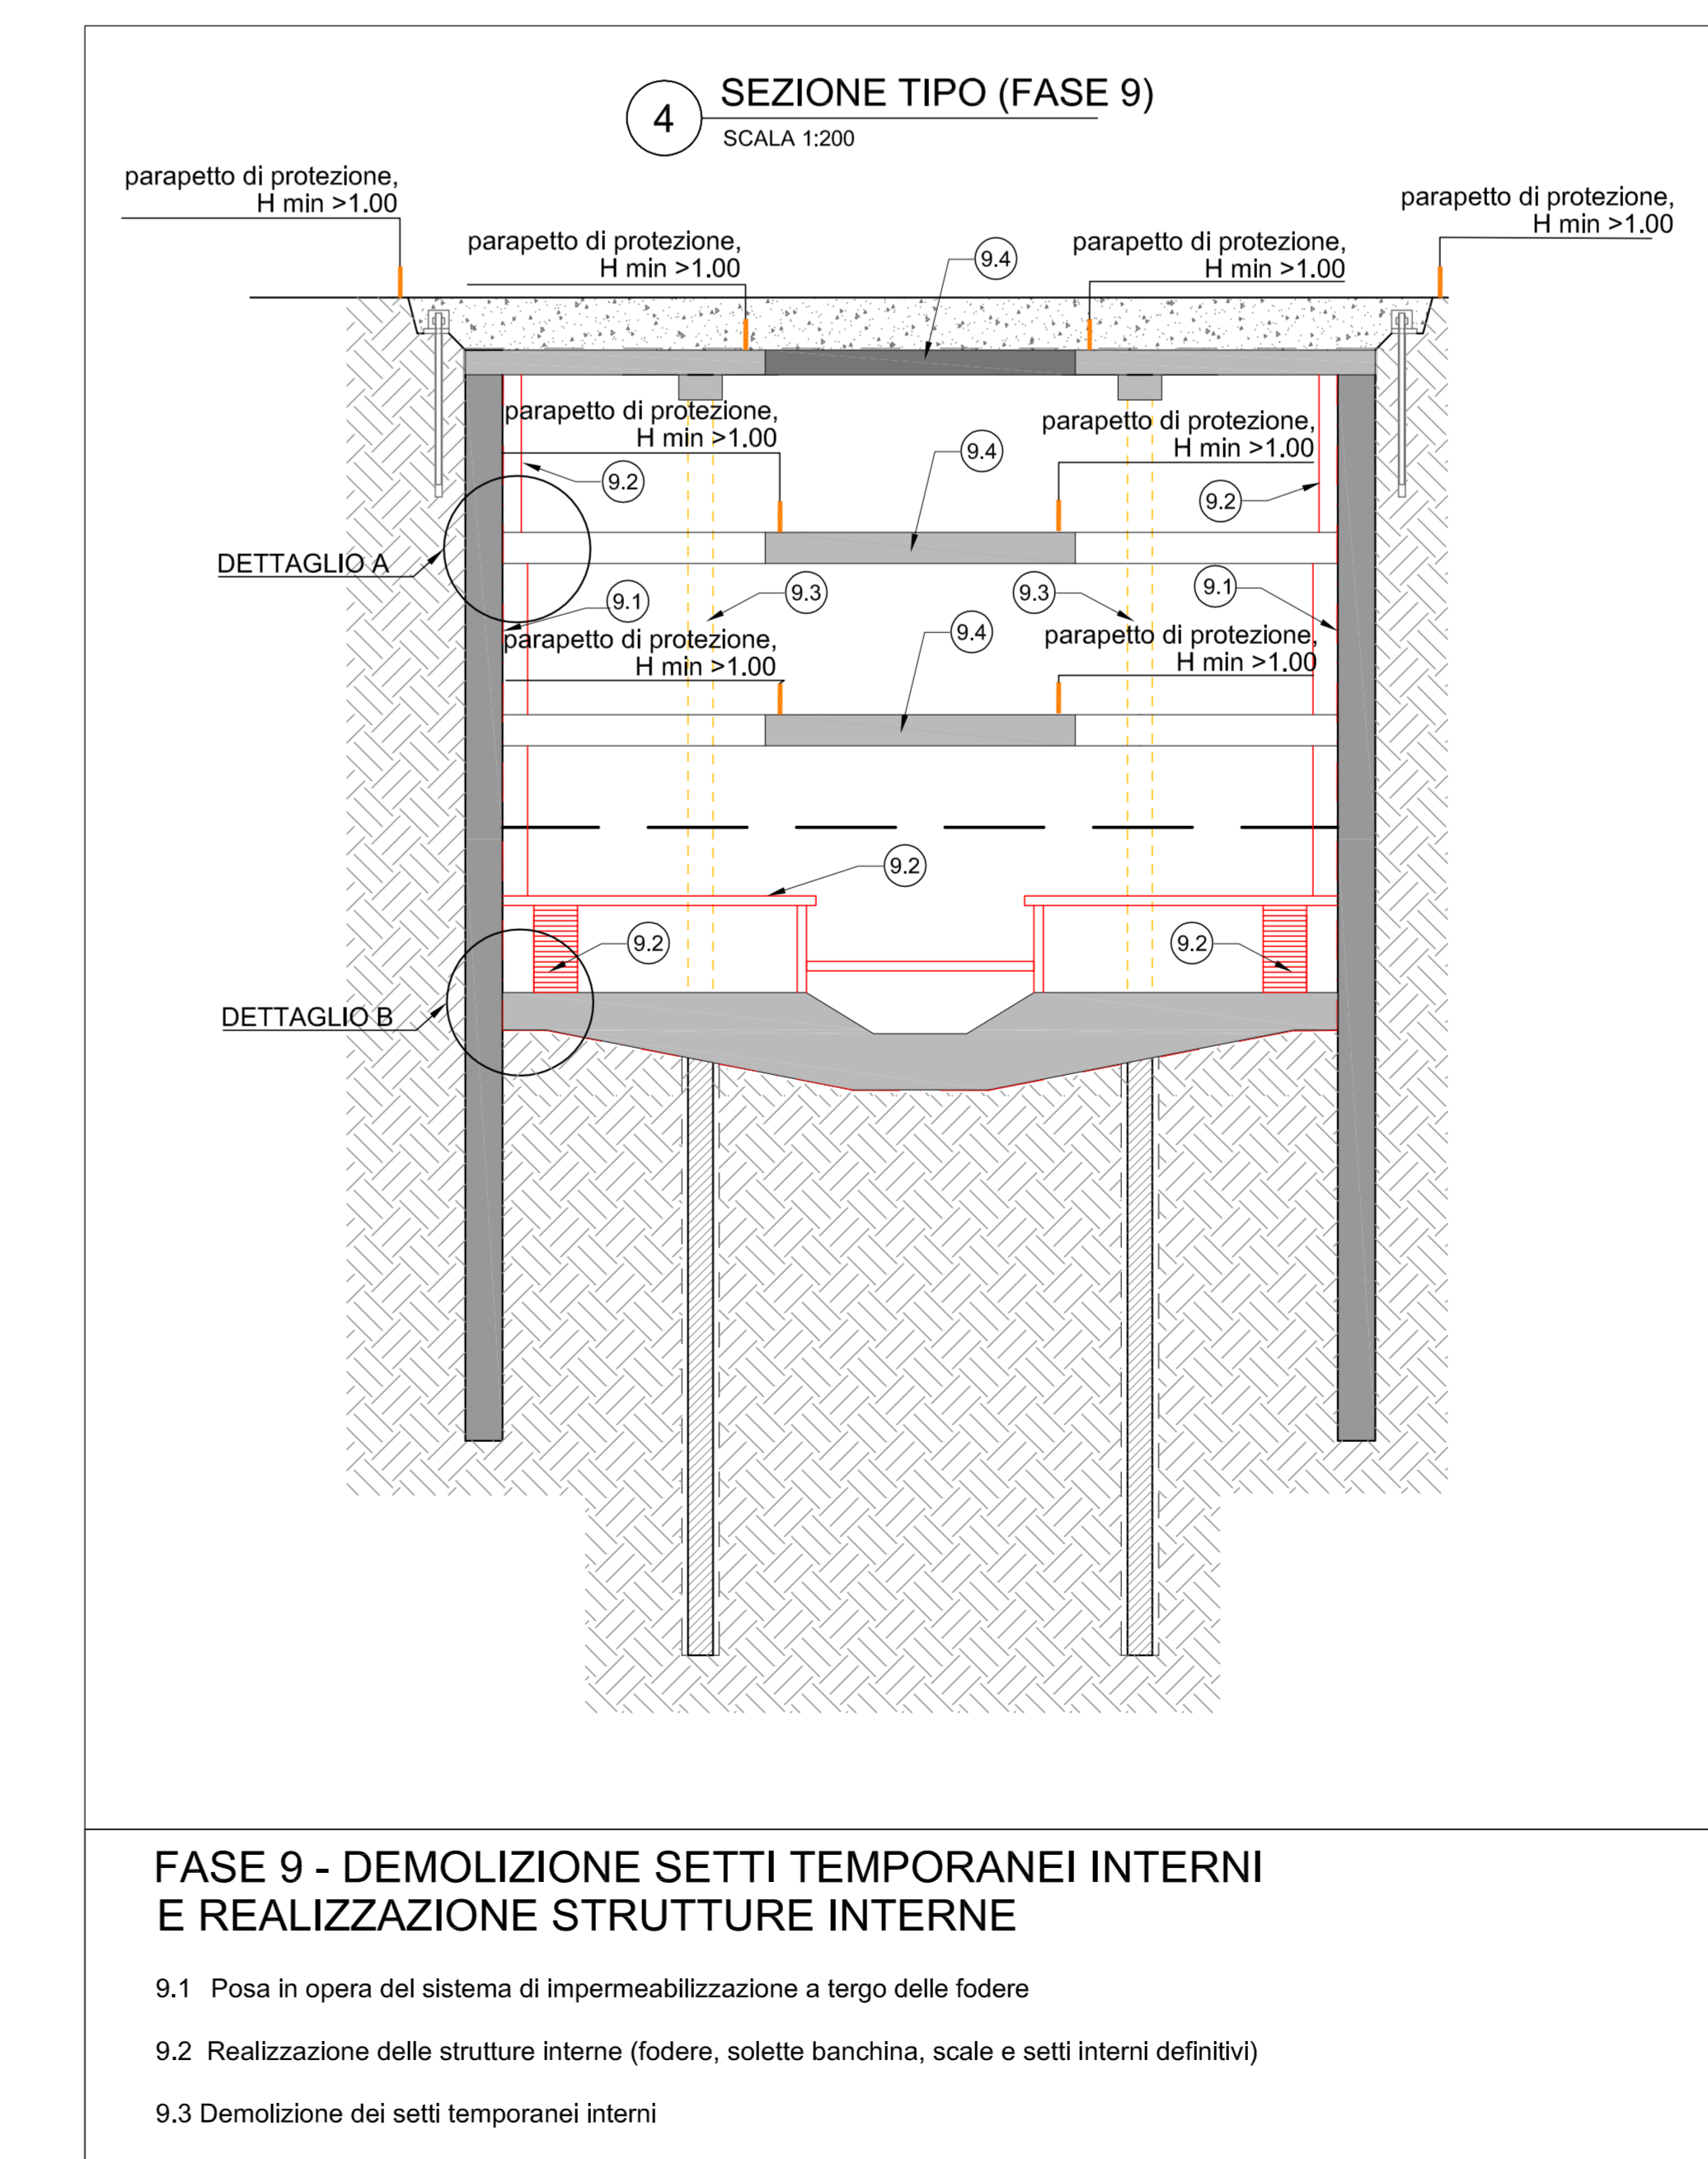 4
SEZIONE TIPO (FASE 9)
SCALA 1:200
parapetto di protezione,
H min >1.00
parapetto di protezione,
H min >1.00
parapetto di protezione,
H min >1.00
9.4
parapetto di protezione,
H min >1.00
parapetto di protezione,
H min >1.00
parapetto di protezione,
H min >1.00
9.4
9.2
9.2
DETTAGLIO A
9.1
9.3
9.3
9.1
parapetto di protezione,
H min >1.00
9.4
parapetto di protezione,
H min >1.00
9.2
9.2
9.2
DETTAGLIO B
FASE 9 - DEMOLIZIONE SETTI TEMPORANEI INTERNI
E REALIZZAZIONE STRUTTURE INTERNE
9.1 Posa in opera del sistema di impermeabilizzazione a tergo delle fodere
9.2 Realizzazione delle strutture interne (fodere, solette banchina, scale e setti interni definitivi)
9.3 Demolizione dei setti temporanei interni